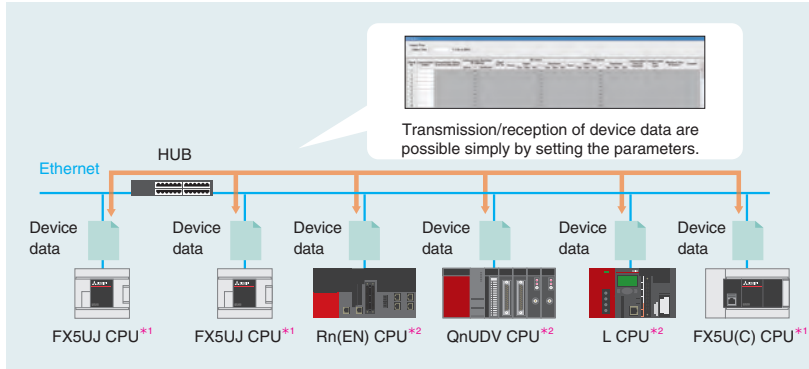 Transmission/reception of device data are
possible simply by setting the parameters.
HUB
Ethernet
Device
data
Device
data
Device
data
Device
data
Device
data
Device
data
FX5UJ CPU*1
FX5UJ CPU*1
Rn(EN) CPU*2
QnUDV CPU*2
L CPU*2
FX5U(C) CPU*1